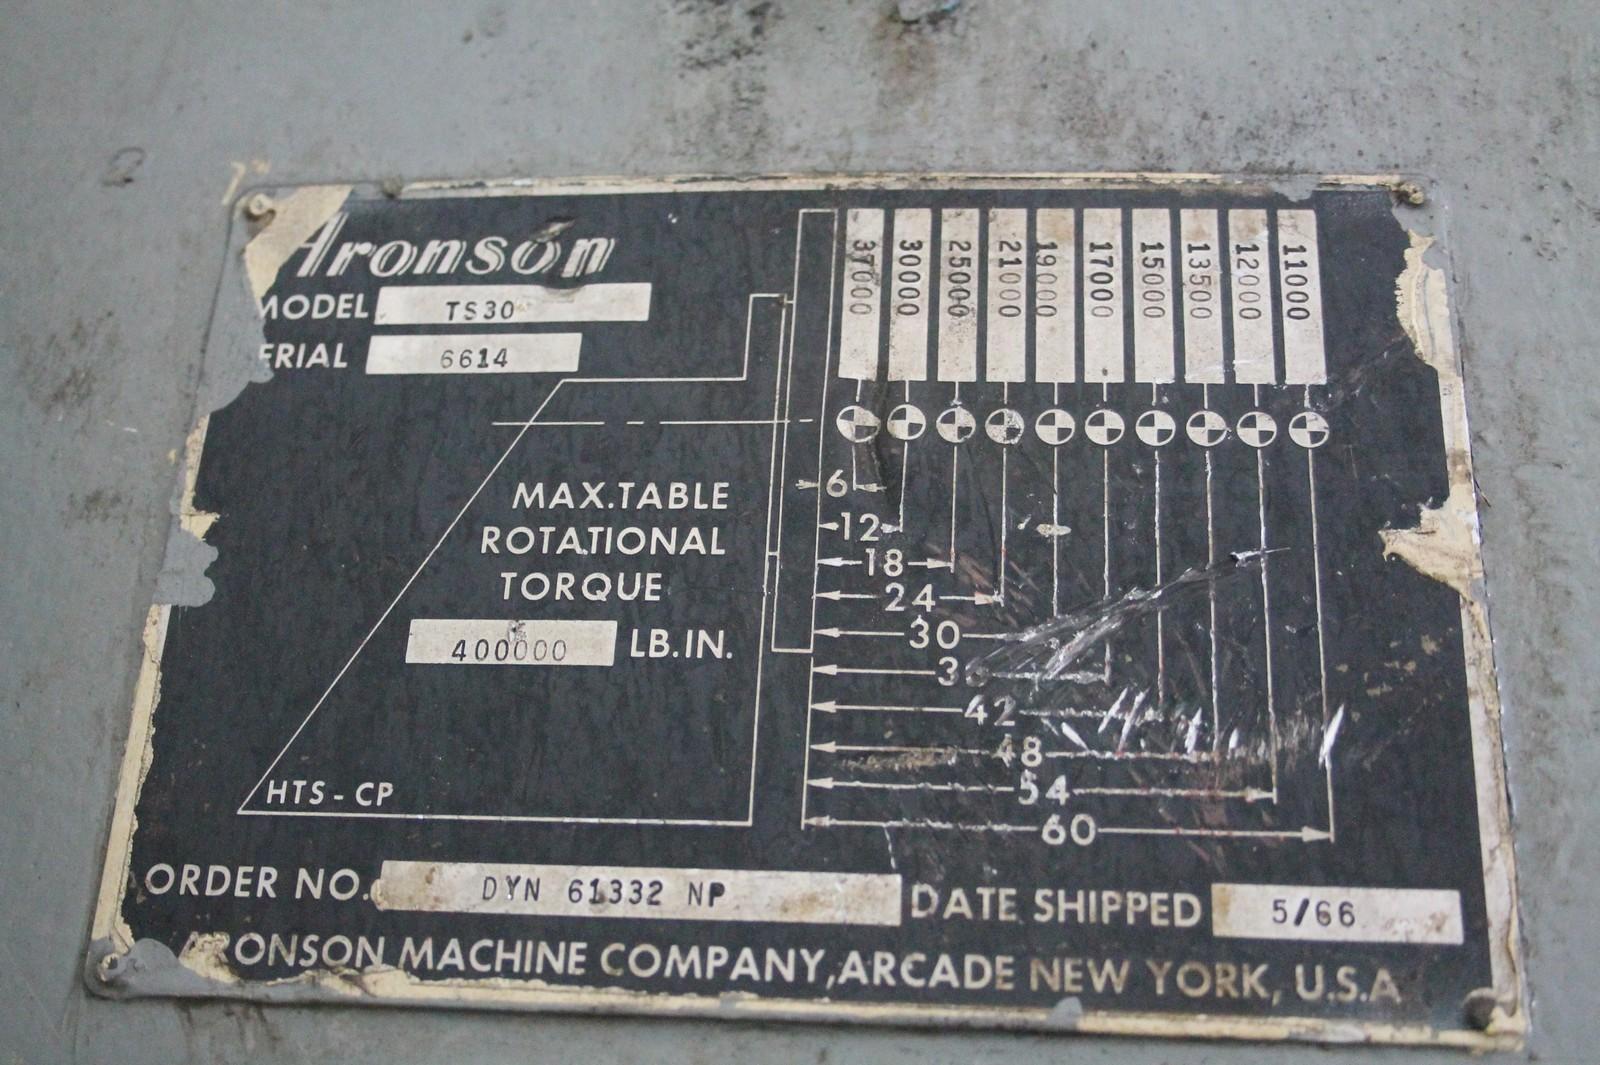 Aronson
MODEL TS30
ERIAL 6614
37000 30000 25000 21000 19000 17000 15000 13500 12000 11000
MAX.TABLE
ROTATIONAL
TORQUE
400000 LB.IN.
6
12
18
24
30
36
42
48
54
60
HTS-CP
ORDER NO. DYN 61332 NP DATE SHIPPED 5/66
ARONSON MACHINE COMPANY, ARCADE NEW YORK, U.S.A